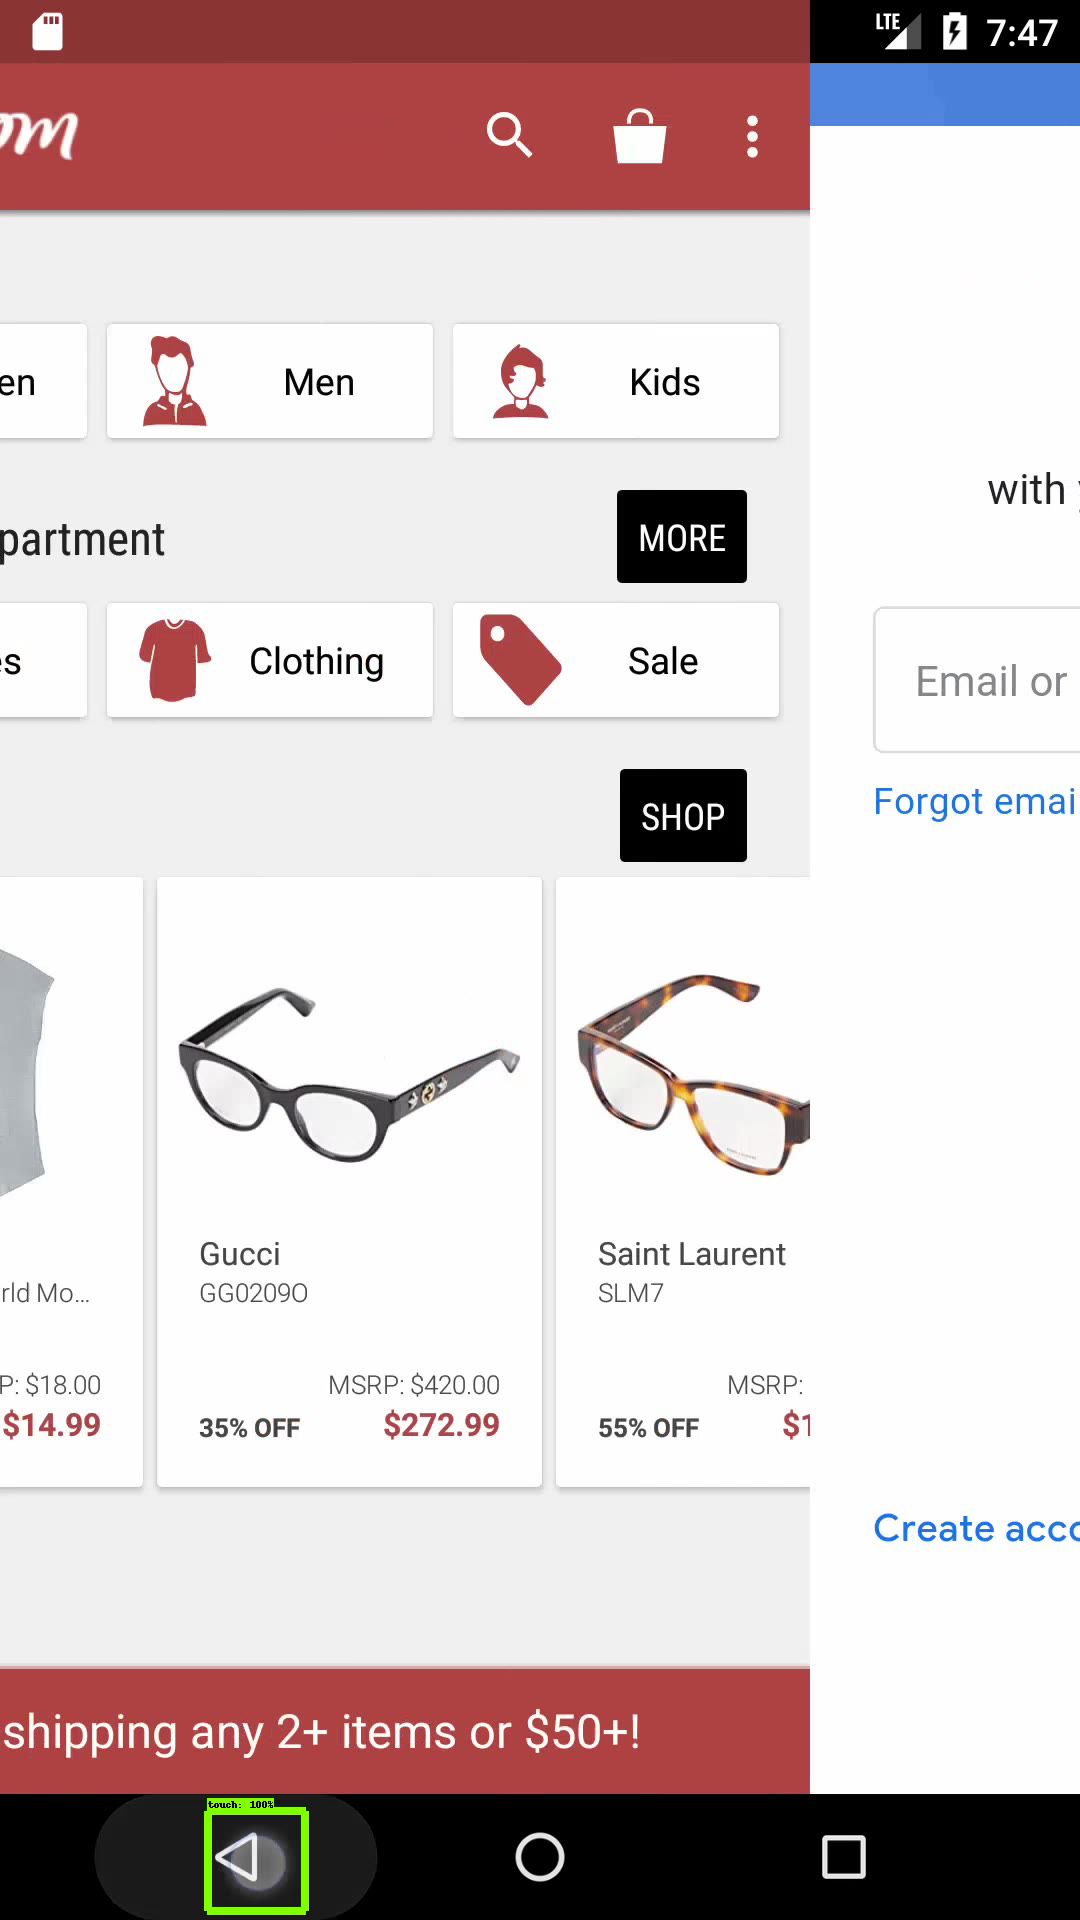 LTE 7:47
om
en Men Kids
with
partment MORE
es Clothing Sale
Email or
Forgot emai
SHOP
Gucci Saint Laurent
rld Mo... GG0209O SLM7
P: $18.00 MSRP: $420.00 MSRP:
$14.99 35% OFF $272.99 55% OFF $1
Create acco
shipping any 2+ items or $50+!
touch: 100%